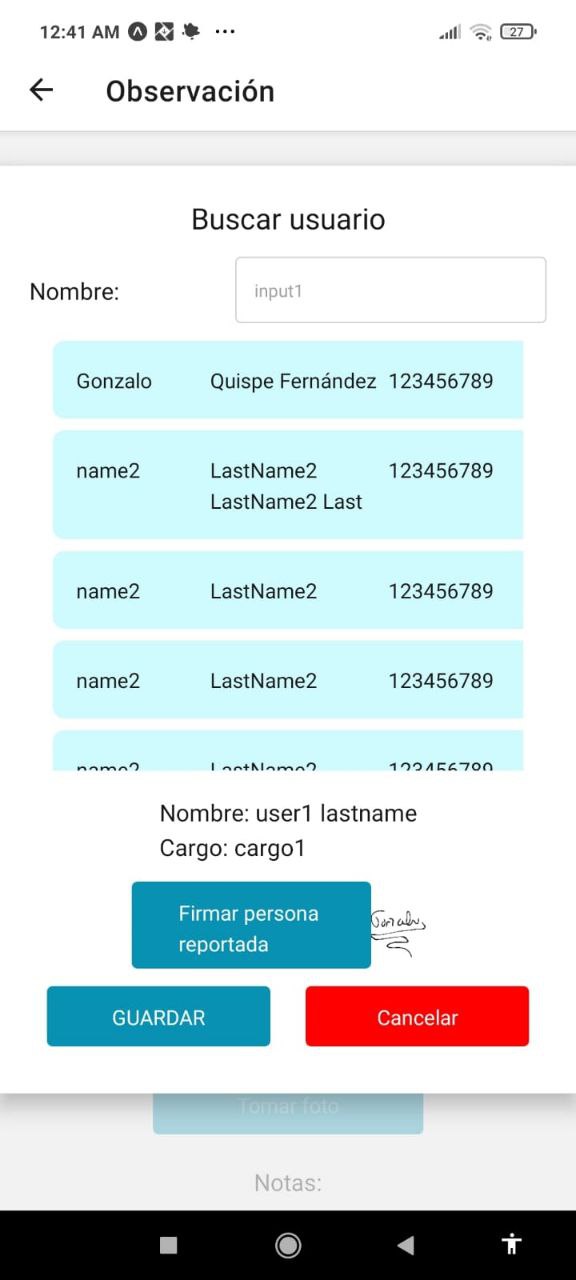 12:41 AM ...
27
Observación
Buscar usuario
Nombre: input1
Gonzalo Quispe Fernández 123456789
name2 LastName2 123456789
LastName2 Last
name2 LastName2 123456789
name2 LastName2 123456789
name2 LastName2 123456789
Nombre: user1 lastname
Cargo: cargo1
Firmar persona
reportada
GUARDAR Cancelar
Tomar foto
Notas: